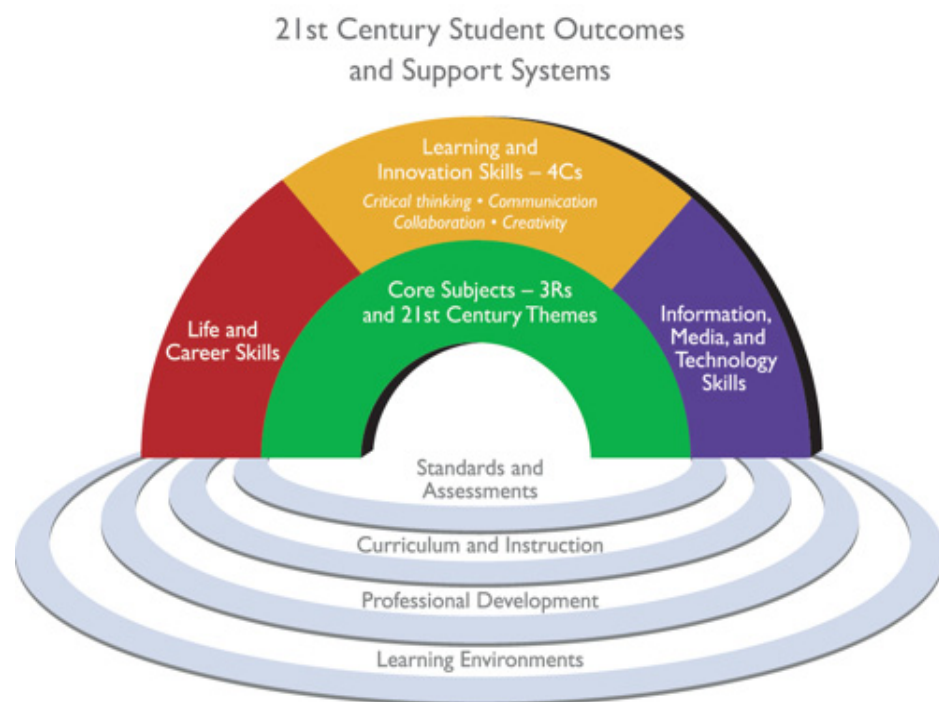 21st Century Student Outcomes
and Support Systems
Learning and
Innovation Skills – 4Cs
Critical thinking • Communication
Collaboration • Creativity
Core Subjects – 3Rs
and 21st Century Themes
Life and
Career Skills
Information,
Media, and
Technology
Skills
Standards and
Assessments
Curriculum and Instruction
Professional Development
Learning Environments